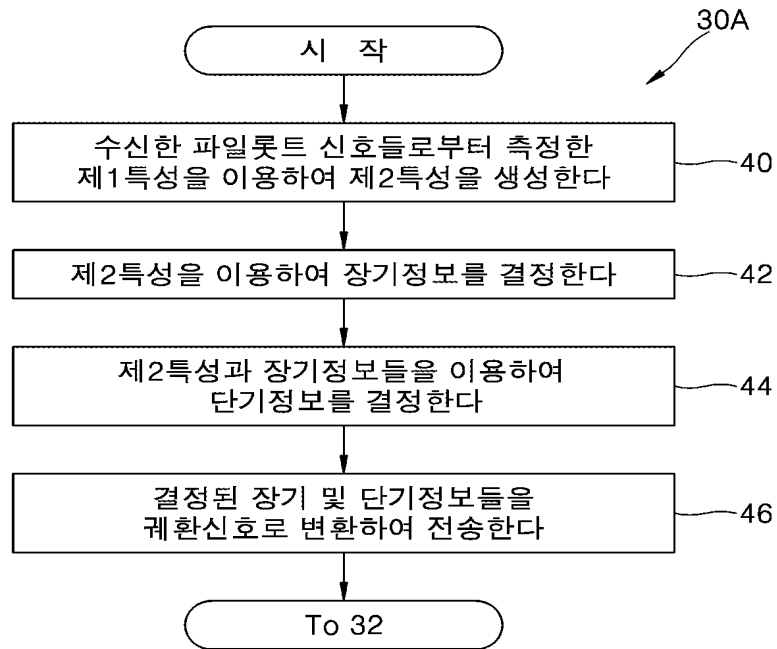 30A
시 작
수신한 파일롯트 신호들로부터 측정한
제1특성을 이용하여 제2특성을 생성한다
40
제2특성을 이용하여 장기정보를 결정한다
42
제2특성과 장기정보들을 이용하여
단기정보를 결정한다
44
결정된 장기 및 단기정보들을
궤환신호로 변환하여 전송한다
46
To 32